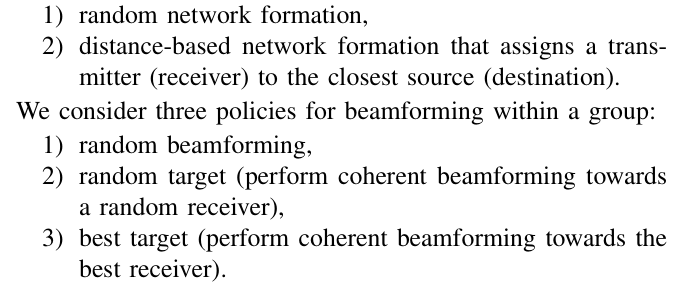 1) random network formation,
2) distance-based network formation that assigns a trans-
mitter (receiver) to the closest source (destination).
We consider three policies for beamforming within a group:
1) random beamforming,
2) random target (perform coherent beamforming towards
a random receiver),
3) best target (perform coherent beamforming towards the
best receiver).